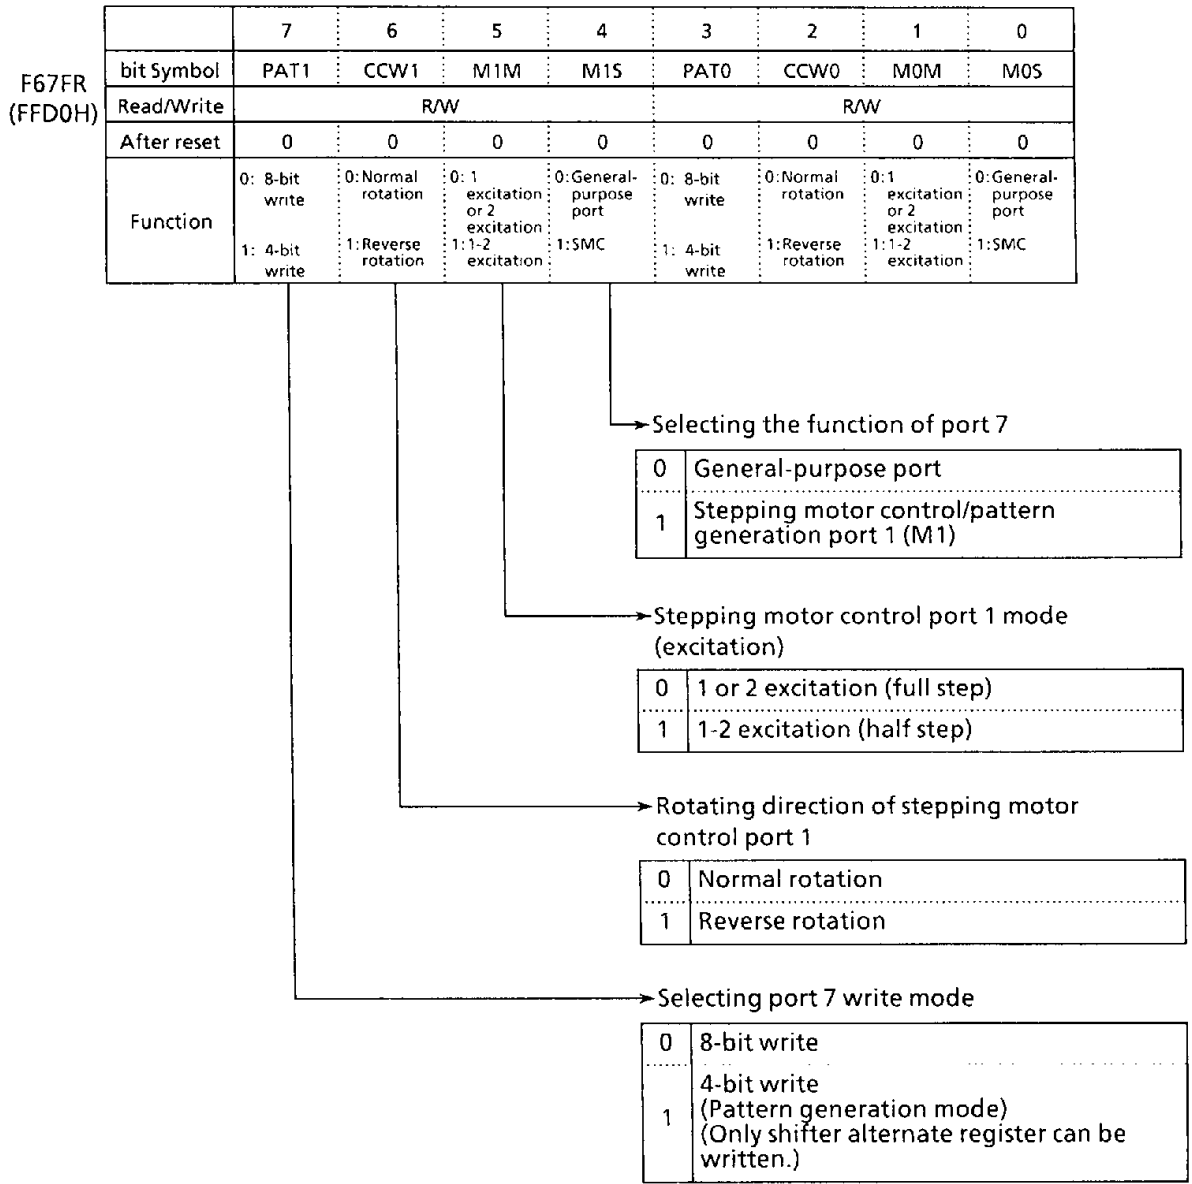 7 6 5 4 3 2 1 0
F67FR
(FFD0H)
bit Symbol PAT1 CCW1 M1M M1S PAT0 CCW0 M0M M0S
Read/Write R/W R/W
After reset 0 0 0 0 0 0 0 0
Function
0: 8-bit
write
1: 4-bit
write
0:Normal
rotation
1:Reverse
rotation
0: 1
excitation
or 2
excitation
1:1-2
excitation
0:General-
purpose
port
1:SMC
0: 8-bit
write
1: 4-bit
write
0:Normal
rotation
1:Reverse
rotation
0:1
excitation
or 2
excitation
1:1-2
excitation
0:General-
purpose
port
1:SMC
Selecting the function of port 7
0 General-purpose port
1 Stepping motor control/pattern
generation port 1 (M1)
Stepping motor control port 1 mode
(excitation)
0 1 or 2 excitation (full step)
1 1-2 excitation (half step)
Rotating direction of stepping motor
control port 1
0 Normal rotation
1 Reverse rotation
Selecting port 7 write mode
0 8-bit write
1 4-bit write
(Pattern generation mode)
(Only shifter alternate register can be
written.)